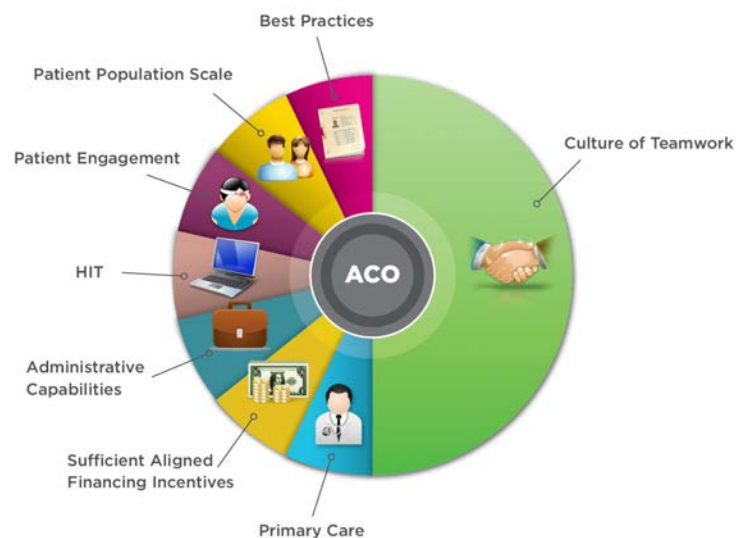 Best Practices
Patient Population Scale
Culture of Teamwork
Patient Engagement
HIT
ACO
Administrative
Capabilities
Sufficient Aligned
Financing Incentives
Primary Care